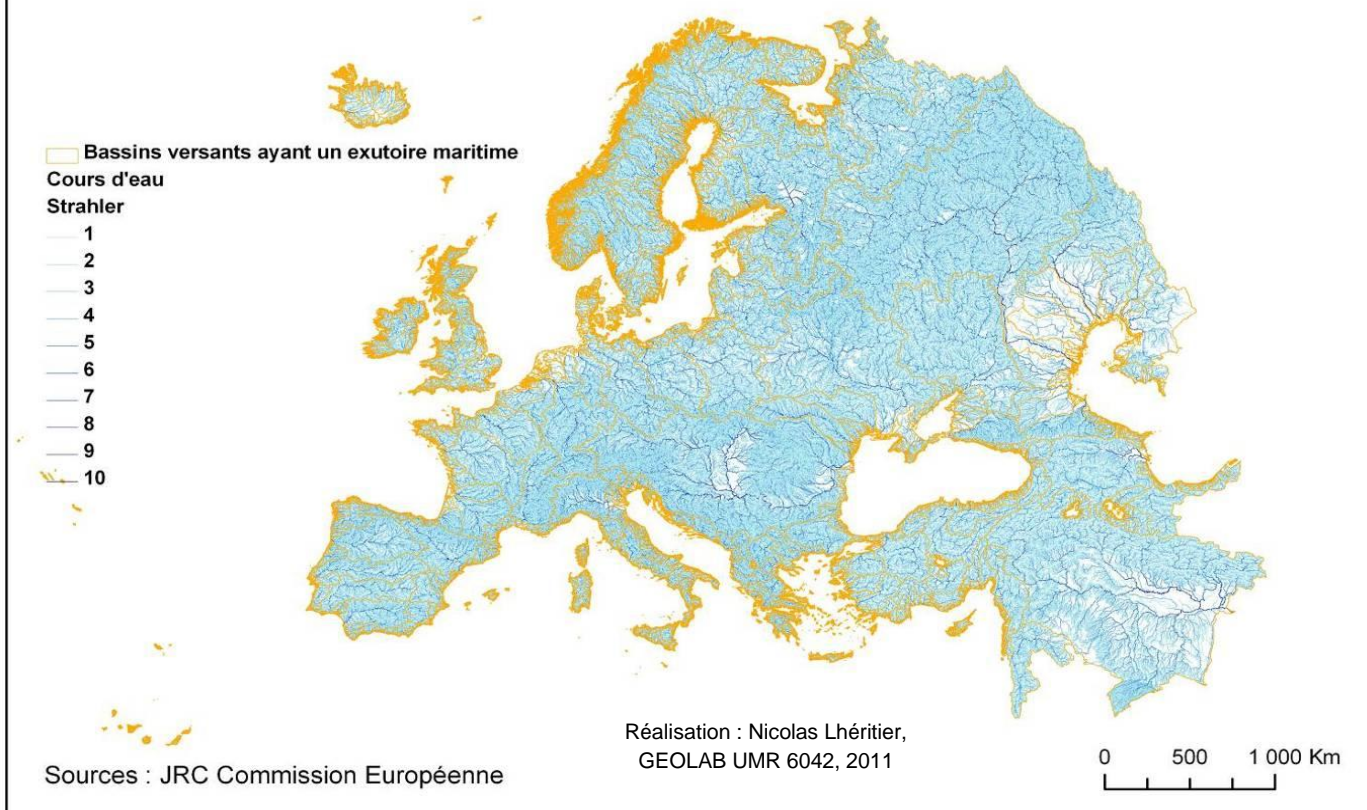 Bassins versants ayant un exutoire maritime
Cours d'eau
Strahler
1
2
3
4
5
6
7
8
9
10
Réalisation : Nicolas Lhéritier,
GEOLAB UMR 6042, 2011
Sources : JRC Commission Européenne
0 500 1 000 Km